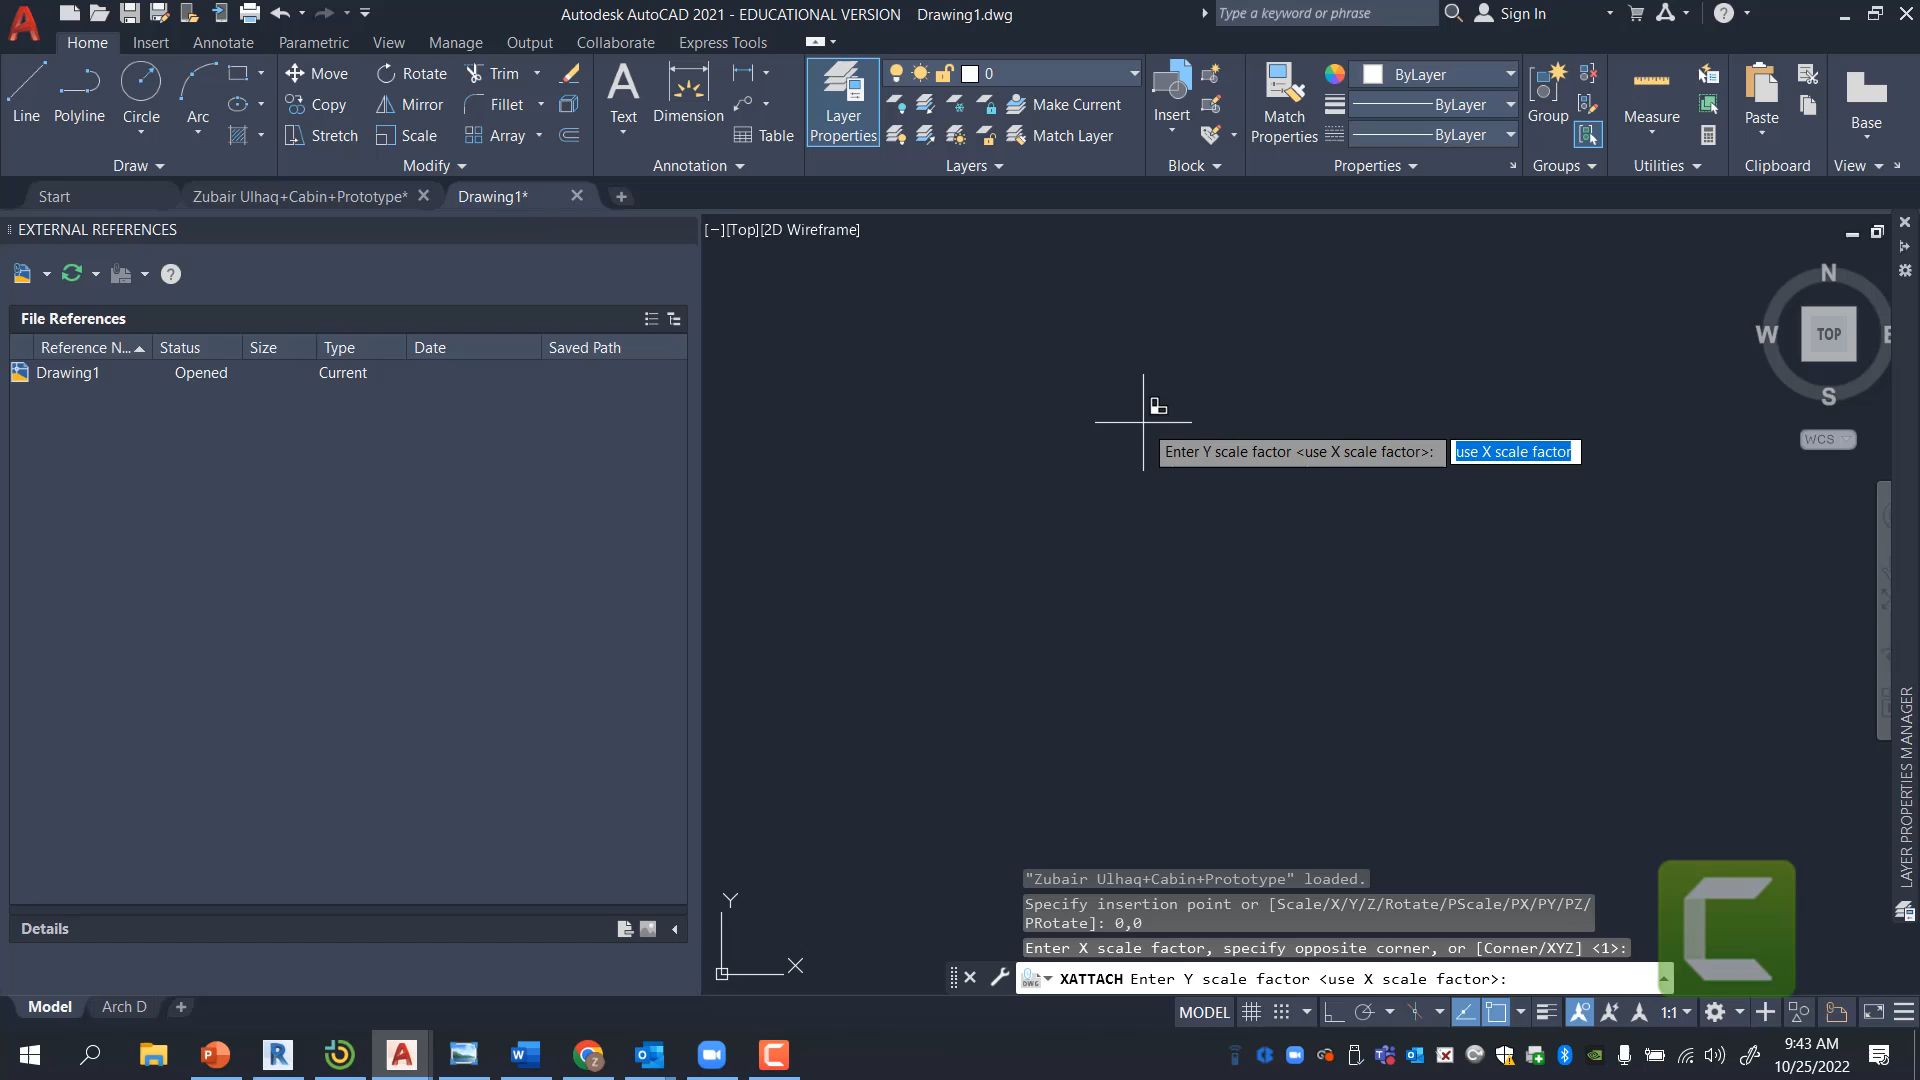 Autodesk AutoCAD 2021 - EDUCATIONAL VERSION Drawing1.dwg
Type a keyword or phrase
Sign In
Home Insert Annotate Parametric View Manage Output Collaborate Express Tools
Line Polyline Circle Arc
Move Rotate Trim
Copy Mirror Fillet
Stretch Scale Array
Text Dimension Table
Layer Properties
0
Make Current
Match Layer
Insert
Match Properties
ByLayer
ByLayer
ByLayer
Group Measure Paste Base
Draw Modify Annotation Layers Block Properties Groups Utilities Clipboard View
Start Zubair Ulhaq+Cabin+Prototype* Drawing1*
EXTERNAL REFERENCES
[−][Top][2D Wireframe]
File References
Reference N... Status Size Type Date Saved Path
Drawing1 Opened Current
N
W TOP E
S
WCS
Enter Y scale factor <use X scale factor>: use X scale factor
LAYER PROPERTIES MANAGER
"Zubair Ulhaq+Cabin+Prototype" loaded.
Specify insertion point or [Scale/X/Y/Z/Rotate/PScale/PX/PY/PZ/
PRotate]: 0,0
Enter X scale factor, specify opposite corner, or [Corner/XYZ] <1>:
XATTACH Enter Y scale factor <use X scale factor>:
Details
Y
X
Model Arch D
MODEL 1:1
9:43 AM
10/25/2022